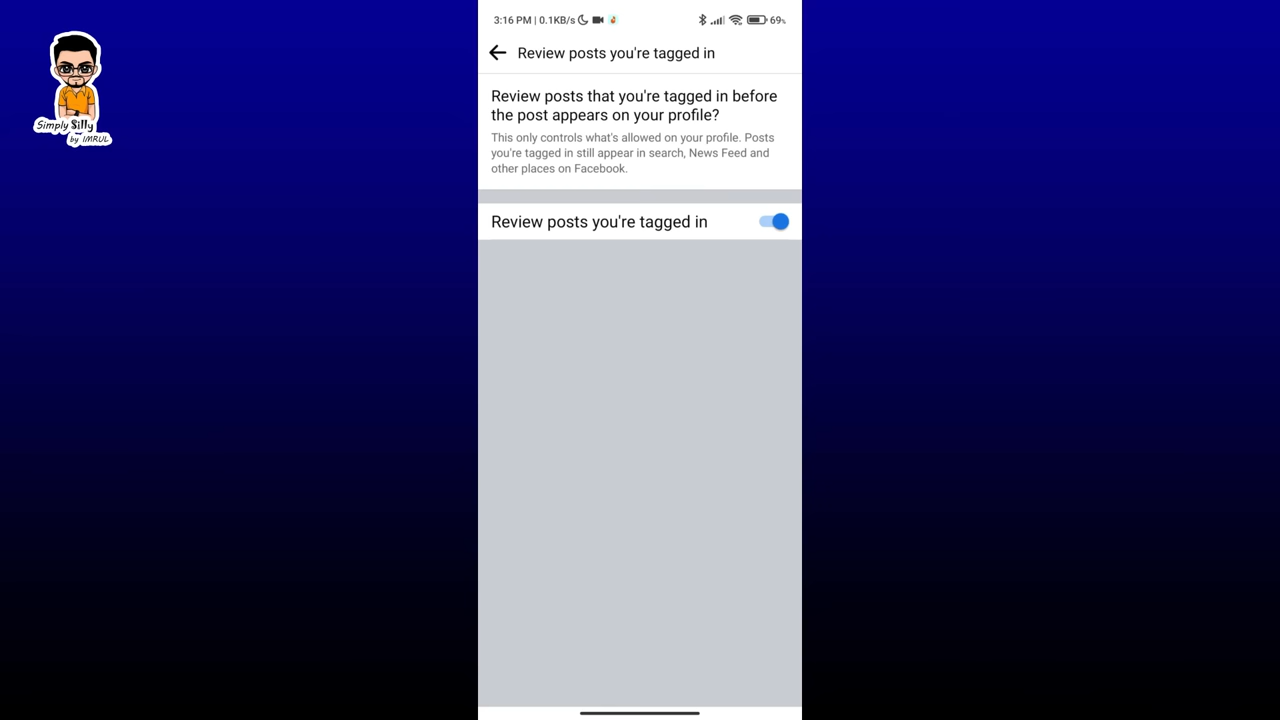 3:16 PM | 0.1KB/s
69%
Review posts you're tagged in
Review posts that you're tagged in before
the post appears on your profile?
This only controls what's allowed on your profile. Posts
you're tagged in still appear in search, News Feed and
other places on Facebook.
Review posts you're tagged in
Simply Silly
by IMRUL